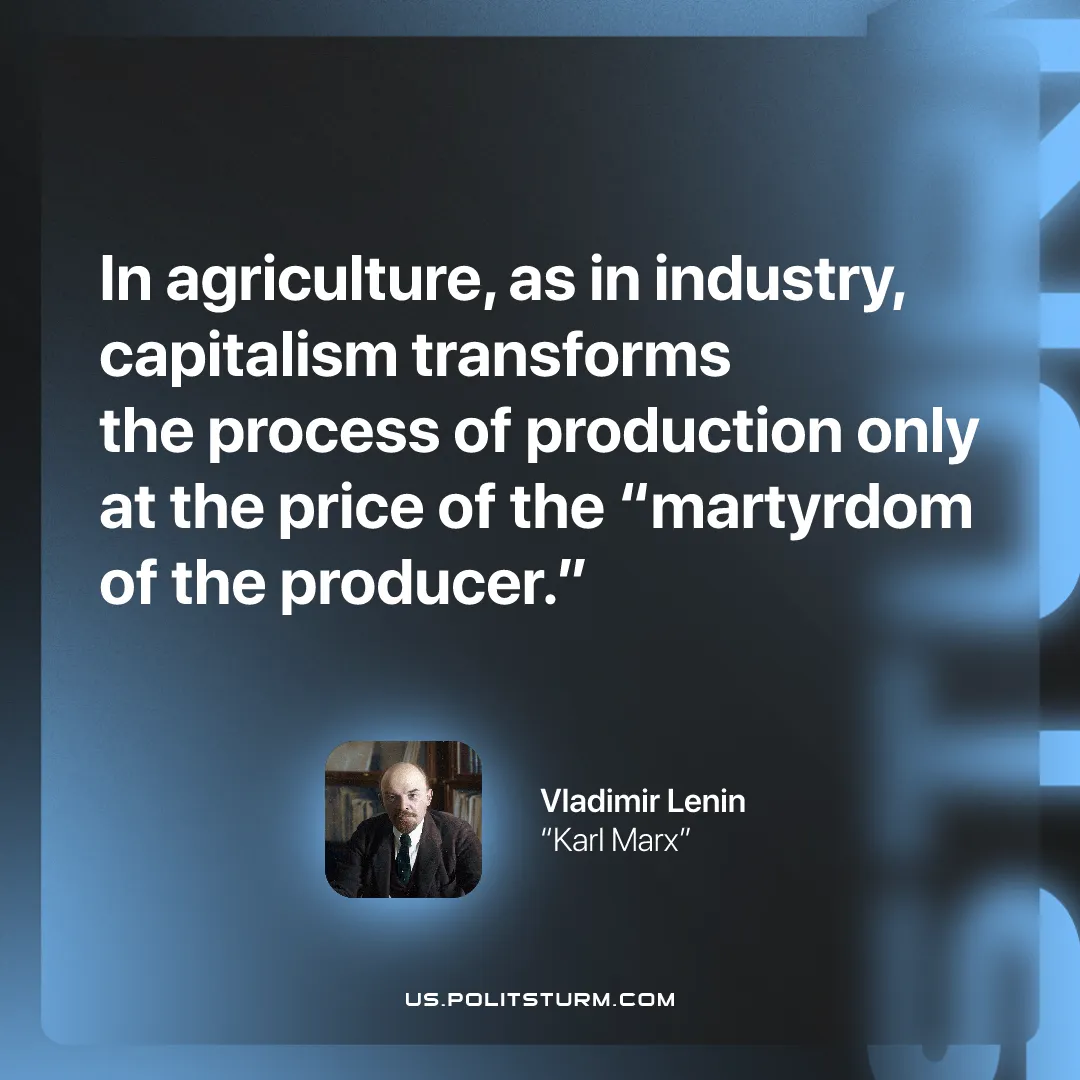 In agriculture, as in industry,
capitalism transforms
the process of production only
at the price of the “martyrdom
of the producer.”
Vladimir Lenin
“Karl Marx”
US.POLITSTURM.COM